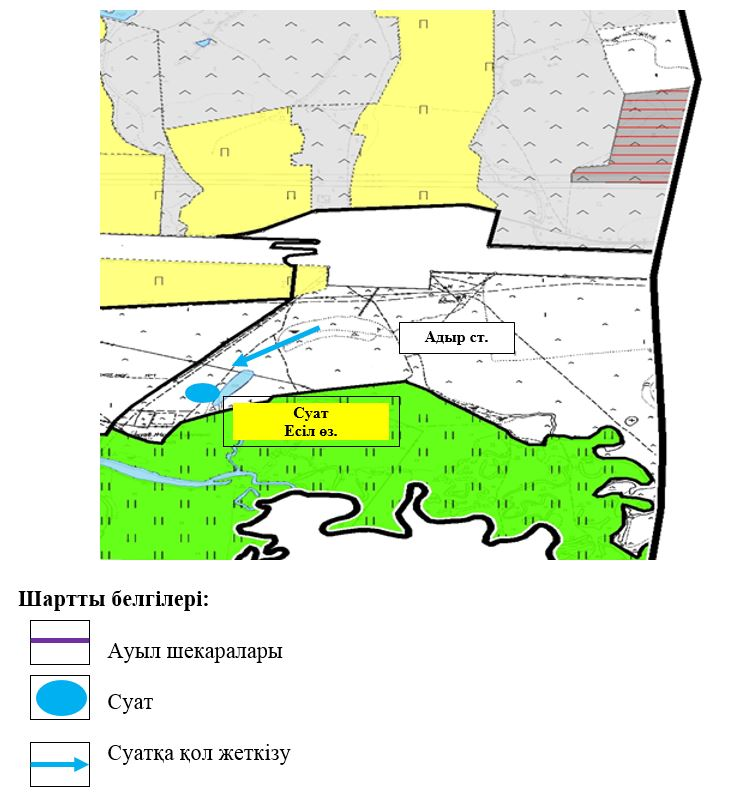 Адыр ст.
Суат
Есіл өз.
Шартты белгілері:
Ауыл шекаралары
Суат
Суатқа қол жеткізу